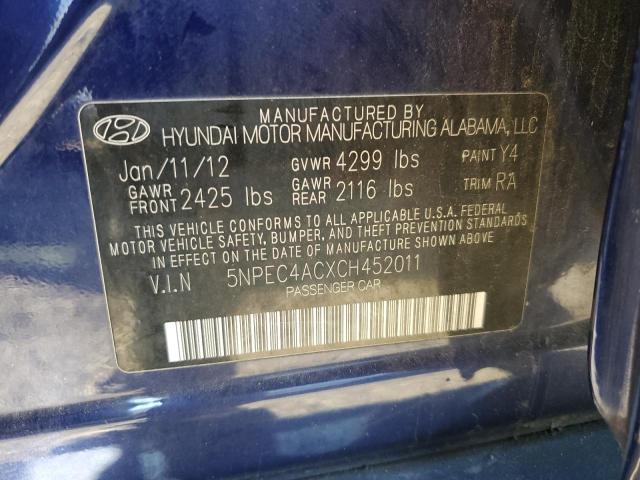 MANUFACTURED BY
HYUNDAI MOTOR MANUFACTURING ALABAMA, LLC
Jan/11/12 GVWR 4299 lbs PAINT Y4
GAWR FRONT 2425 lbs GAWR REAR 2116 lbs TRIM RA
THIS VEHICLE CONFORMS TO ALL APPLICABLE U.S.A. FEDERAL
MOTOR VEHICLE SAFETY, BUMPER, AND THEFT PREVENTION STANDARDS
IN EFFECT ON THE DATE OF MANUFACTURE SHOWN ABOVE
V.I.N 5NPEC4ACXCH452011
PASSENGER CAR